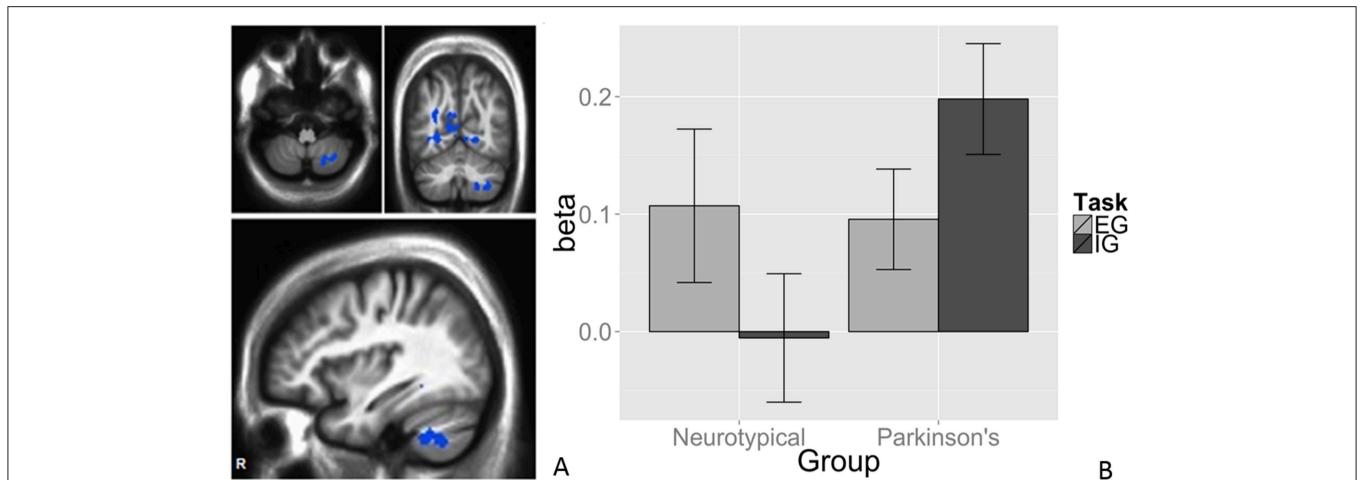 R
A
beta
0.2
0.1
0.0
Neurotypical
Parkinson's
Group
Task
EG
IG
B